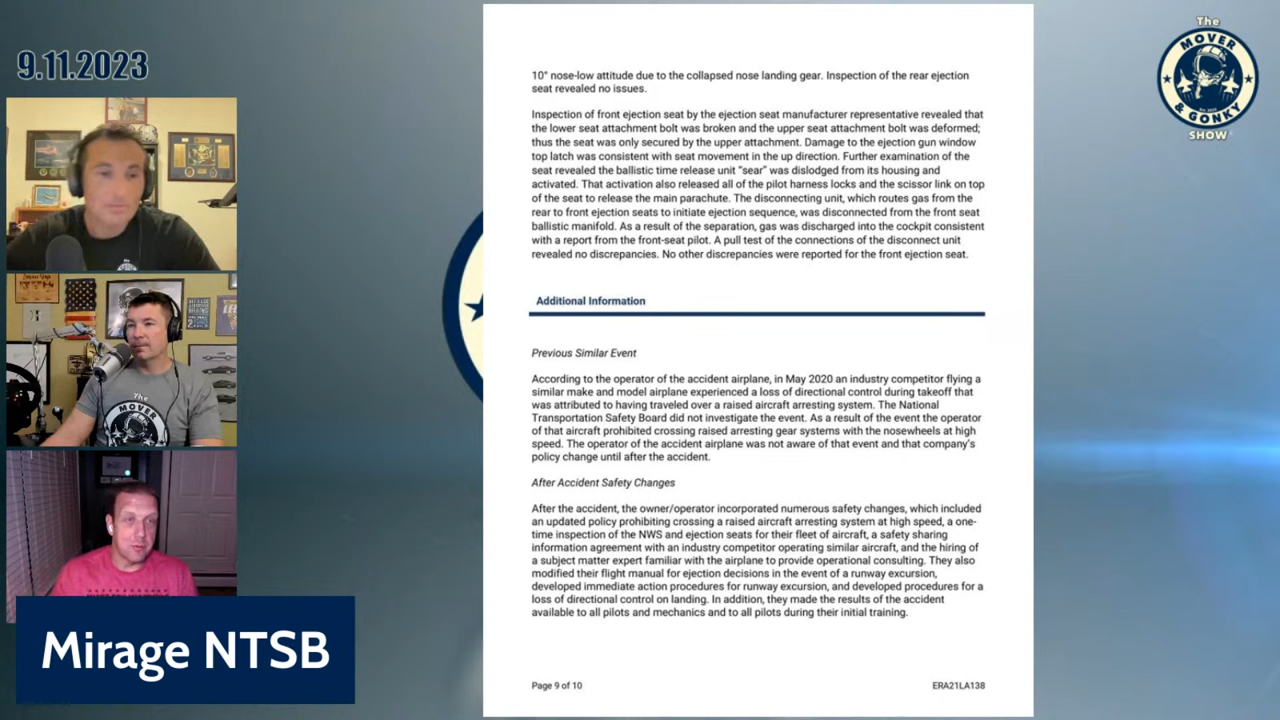 9.11.2023
The
MOVER
& GONKY
SHOW
10° nose-low attitude due to the collapsed nose landing gear. Inspection of the rear ejection
seat revealed no issues.
Inspection of front ejection seat by the ejection seat manufacturer representative revealed that
the lower seat attachment bolt was broken and the upper seat attachment bolt was deformed;
thus the seat was only secured by the upper attachment. Damage to the ejection gun window
top latch was consistent with seat movement in the up direction. Further examination of the
seat revealed the ballistic time release unit “sear” was dislodged from its housing and
activated. That activation also released all of the pilot harness locks and the scissor link on top
of the seat to release the main parachute. The disconnecting unit, which routes gas from the
rear to front ejection seats to initiate ejection sequence, was disconnected from the front seat
ballistic manifold. As a result of the separation, gas was discharged into the cockpit consistent
with a report from the front-seat pilot. A pull test of the connections of the disconnect unit
revealed no discrepancies. No other discrepancies were reported for the front ejection seat.
Additional Information
Previous Similar Event
According to the operator of the accident airplane, in May 2020 an industry competitor flying a
similar make and model airplane experienced a loss of directional control during takeoff that
was attributed to having traveled over a raised aircraft arresting system. The National
Transportation Safety Board did not investigate the event. As a result of the event the operator
of that aircraft prohibited crossing raised arresting gear systems with the nosewheels at high
speed. The operator of the accident airplane was not aware of that event and that company’s
policy change until after the accident.
After Accident Safety Changes
After the accident, the owner/operator incorporated numerous safety changes, which included
an updated policy prohibiting crossing a raised aircraft arresting system at high speed, a one-
time inspection of the NWS and ejection seats for their fleet of aircraft, a safety sharing
information agreement with an industry competitor operating similar aircraft, and the hiring of
a subject matter expert familiar with the airplane to provide operational consulting. They also
modified their flight manual for ejection decisions in the event of a runway excursion,
developed immediate action procedures for runway excursion, and developed procedures for a
loss of directional control on landing. In addition, they made the results of the accident
available to all pilots and mechanics and to all pilots during their initial training.
Page 9 of 10
ERA21LA138
THE
MOVER
Mirage NTSB